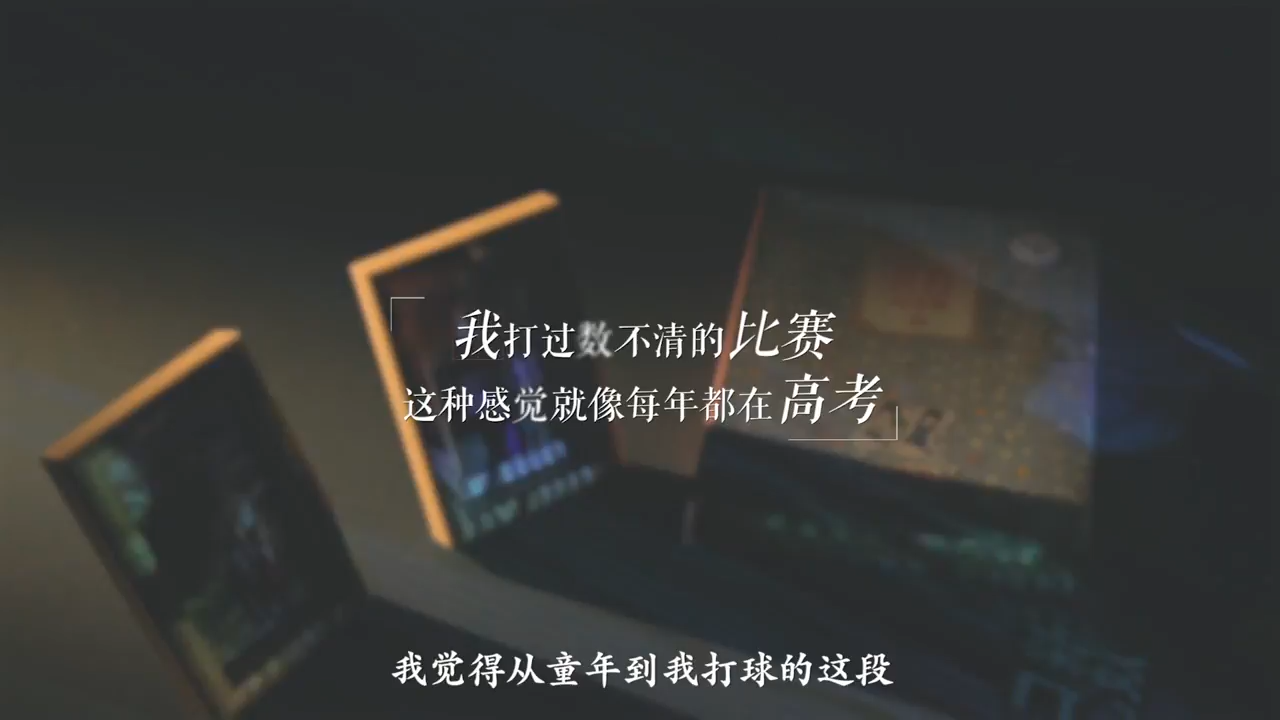 我打过数不清的比赛
这种感觉就像每年都在高考
我觉得从童年到我打球的这段